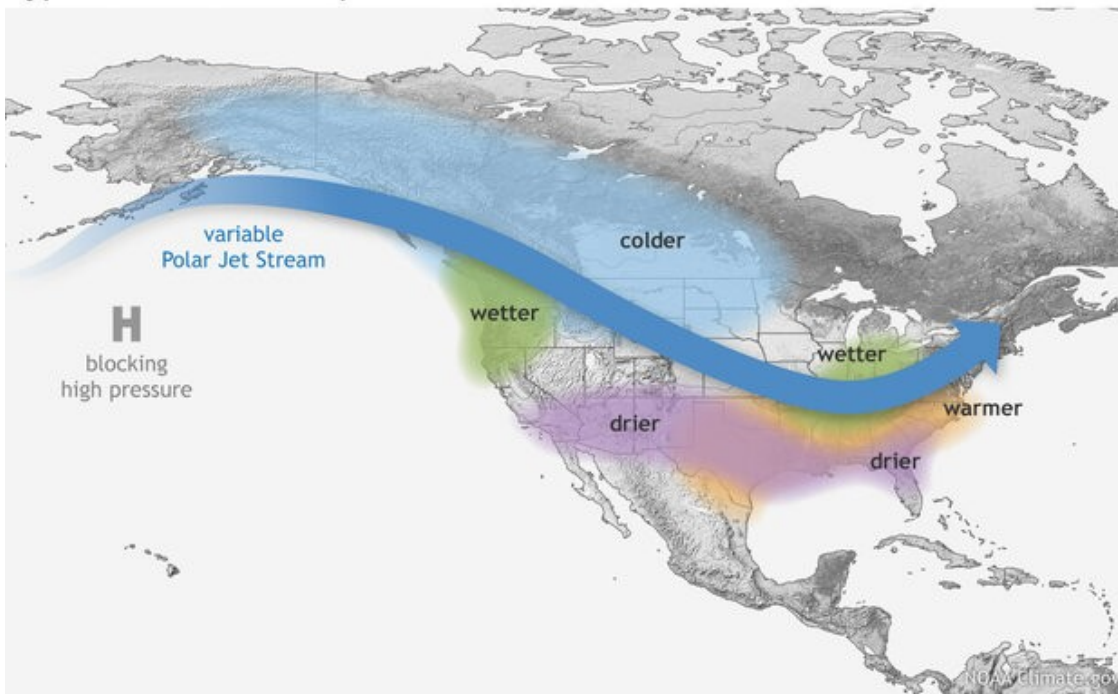 variable
Polar Jet Stream
colder
wetter
H
blocking
high pressure
wetter
warmer
drier
drier
NOAA Climate.gov